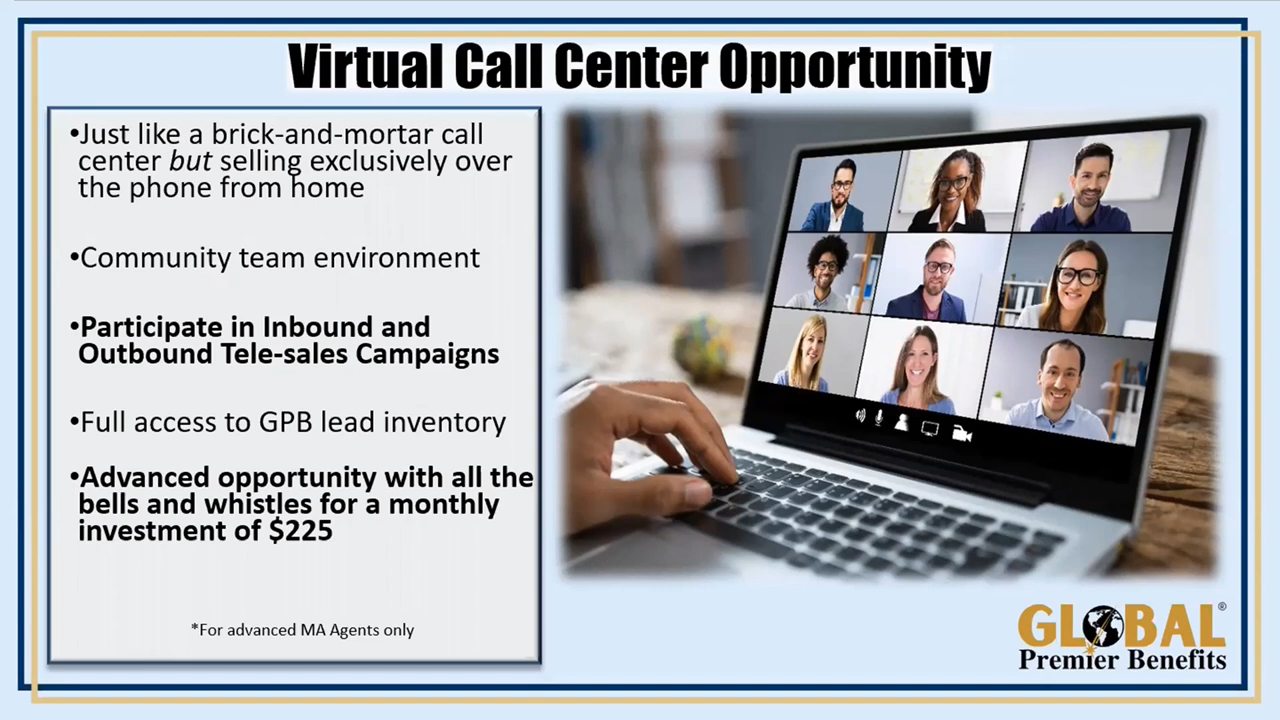 Virtual Call Center Opportunity
•Just like a brick-and-mortar call
center but selling exclusively over
the phone from home
•Community team environment
•Participate in Inbound and
Outbound Tele-sales Campaigns
•Full access to GPB lead inventory
•Advanced opportunity with all the
bells and whistles for a monthly
investment of $225
*For advanced MA Agents only
GLOBAL®
Premier Benefits